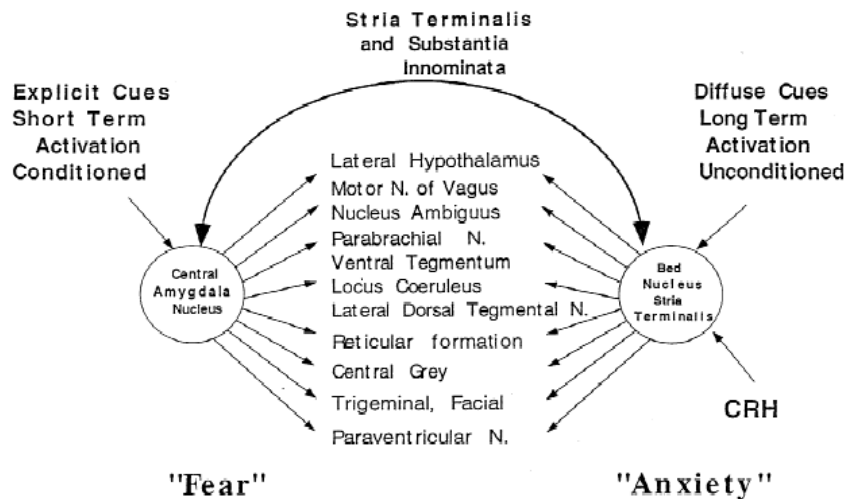 Stria Terminalis
and Substantia
Innominata
Explicit Cues
Short Term
Activation
Conditioned
Diffuse Cues
Long Term
Activation
Unconditioned
Lateral Hypothalamus
Motor N. of Vagus
Nucleus Ambiguus
Parabrachial N.
Ventral Tegmentum
Locus Coeruleus
Lateral Dorsal Tegmental N.
Reticular formation
Central Grey
Trigeminal, Facial
Paraventricular N.
Central
Amygdala
Nucleus
Bed
Nucleus
Stria
Terminalis
CRH
"Fear"
"Anxiety"